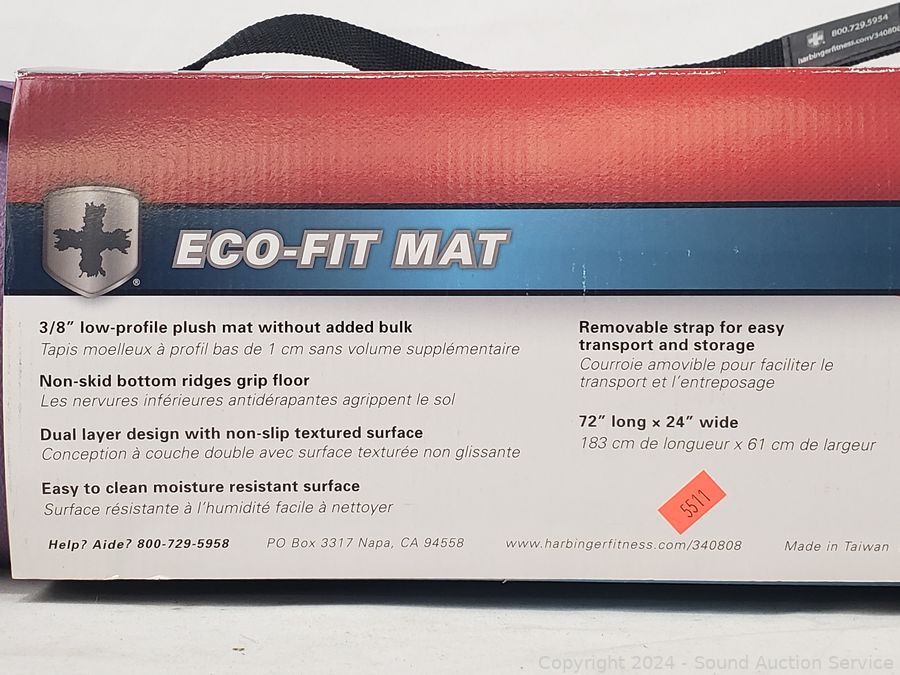 800.729.5954
harbingerfitness.com/340808
ECO-FIT MAT
®
3/8” low-profile plush mat without added bulk
Tapis moelleux à profil bas de 1 cm sans volume supplémentaire
Non-skid bottom ridges grip floor
Les nervures inférieures antidérapantes agrippent le sol
Dual layer design with non-slip textured surface
Conception à couche double avec surface texturée non glissante
Easy to clean moisture resistant surface
Surface résistante à l’humidité facile à nettoyer
Removable strap for easy
transport and storage
Courroie amovible pour faciliter le
transport et l’entreposage
72” long x 24” wide
183 cm de longueur x 61 cm de largeur
5511
Help? Aide? 800-729-5958 PO Box 3317 Napa, CA 94558 www.harbingerfitness.com/340808 Made in Taiwan
Copyright 2024 - Sound Auction Service